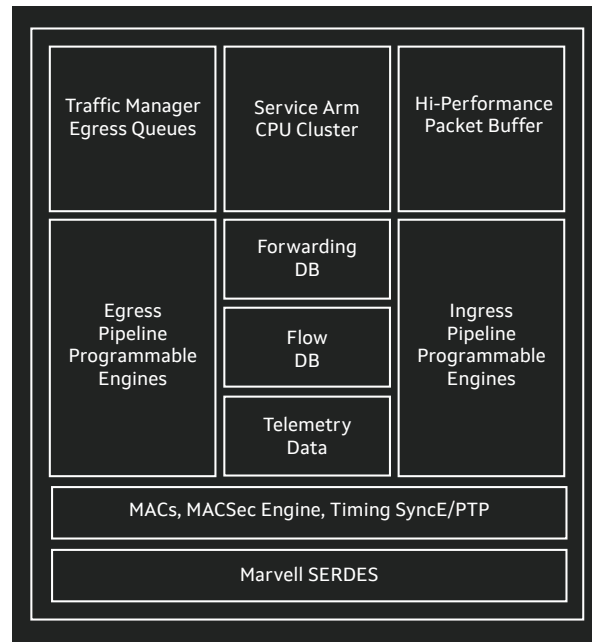 Traffic Manager
Egress Queues
Service Arm
CPU Cluster
Hi-Performance
Packet Buffer
Egress
Pipeline
Programmable
Engines
Forwarding
DB
Flow
DB
Telemetry
Data
Ingress
Pipeline
Programmable
Engines
MACs, MACSec Engine, Timing SyncE/PTP
Marvell SERDES